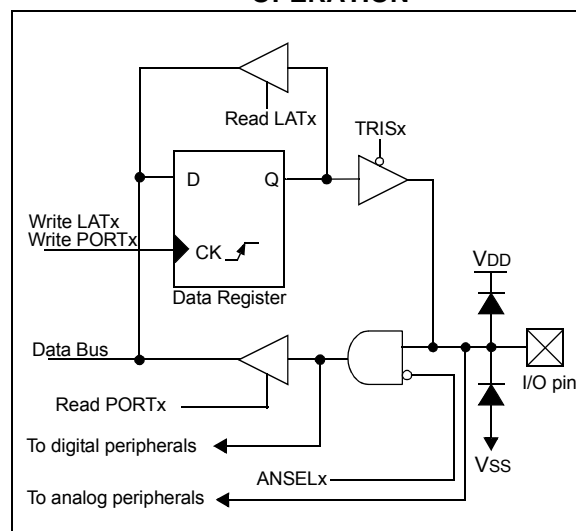 OPERATION
Read LATx
TRISx
D
Q
Write LATx
Write PORTx
CK
Data Register
VDD
Data Bus
I/O pin
Read PORTx
To digital peripherals
ANSELx
VSS
To analog peripherals